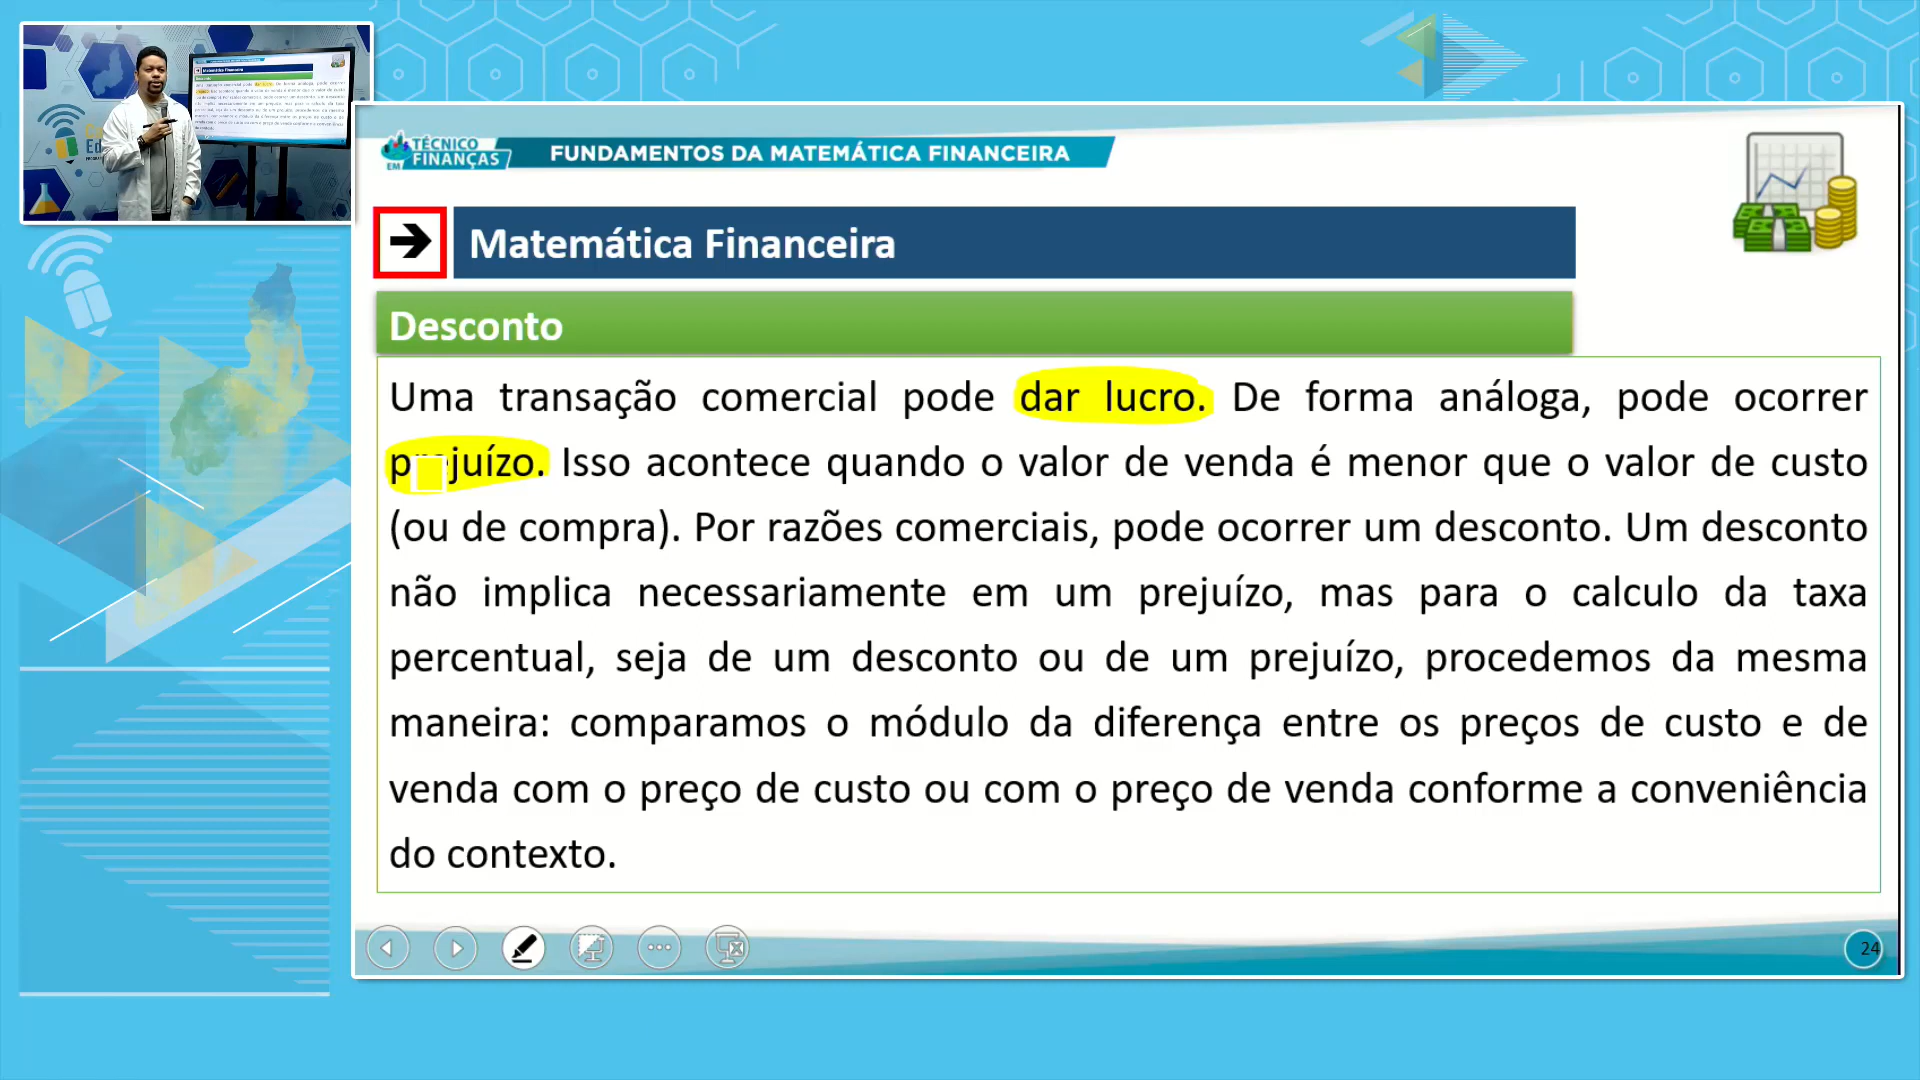 TÉCNICO
EM FINANÇAS
FUNDAMENTOS DA MATEMÁTICA FINANCEIRA
Matemática Financeira
Desconto
Uma transação comercial pode dar lucro. De forma análoga, pode ocorrer
prejuízo. Isso acontece quando o valor de venda é menor que o valor de custo
(ou de compra). Por razões comerciais, pode ocorrer um desconto. Um desconto
não implica necessariamente em um prejuízo, mas para o calculo da taxa
percentual, seja de um desconto ou de um prejuízo, procedemos da mesma
maneira: comparamos o módulo da diferença entre os preços de custo e de
venda com o preço de custo ou com o preço de venda conforme a conveniência
do contexto.
24